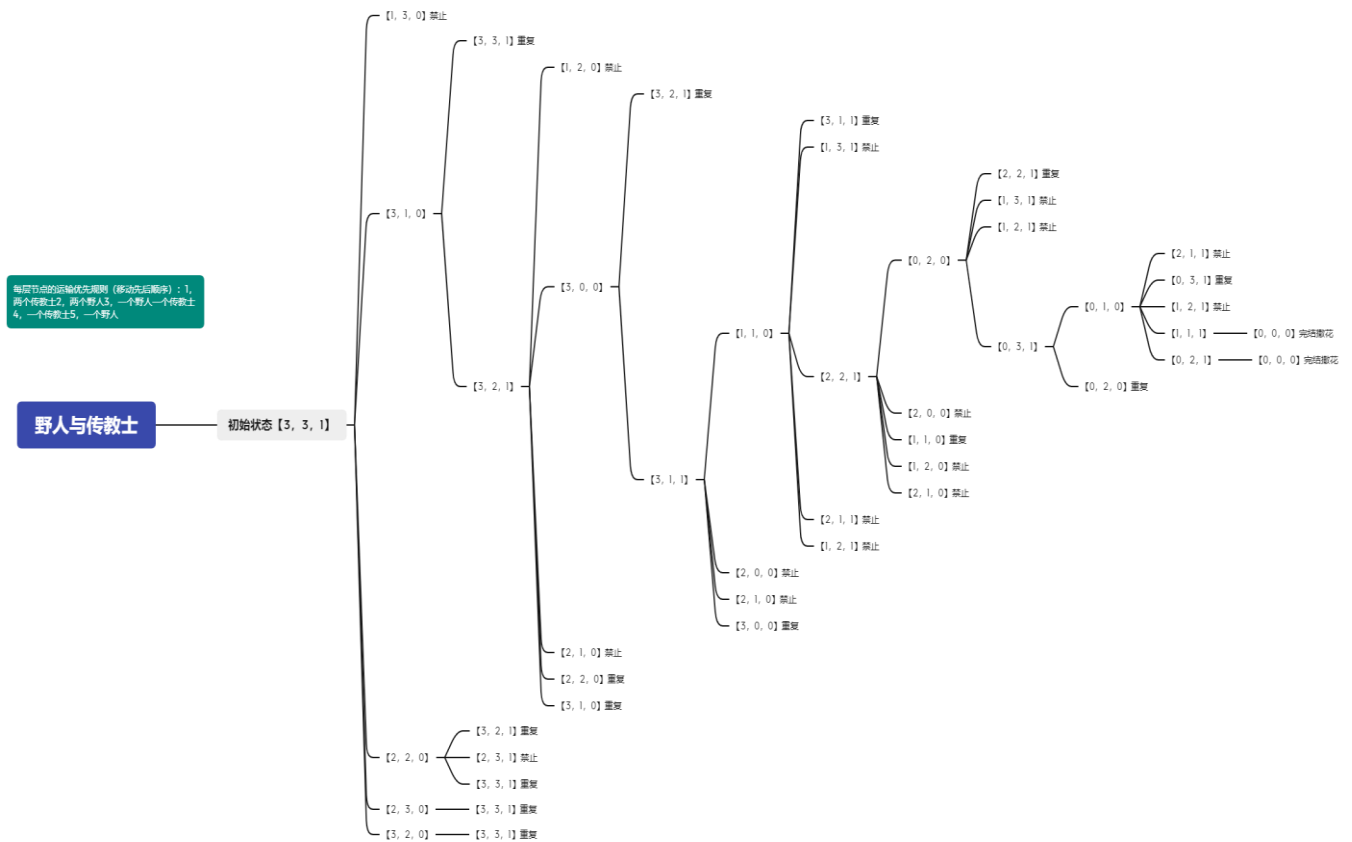 【1, 3, 0】禁止
【3, 3, 1】重复
【1, 2, 0】禁止
【3, 2, 1】重复
【3, 1, 1】重复
【1, 3, 1】禁止
【2, 2, 1】重复
【1, 3, 1】禁止
【3, 1, 0】
【1, 2, 1】禁止
【2, 1, 1】禁止
【0, 2, 0】
【0, 3, 1】重复
每层节点的运输优先规则（移动先后顺序）: 1,
两个传教士2, 两个野人3, 一个野人一个传教士
4, 一个传教士5, 一个野人
【3, 0, 0】
【0, 1, 0】
【1, 2, 1】禁止
【1, 1, 0】
【1, 1, 1】
【0, 0, 0】完结撒花
【0, 3, 1】
【0, 2, 1】
【0, 0, 0】完结撒花
【3, 2, 1】
【2, 2, 1】
【0, 2, 0】重复
【2, 0, 0】禁止
野人与传教士
初始状态【3, 3, 1】
【1, 1, 0】重复
【1, 2, 0】禁止
【3, 1, 1】
【2, 1, 0】禁止
【2, 1, 1】禁止
【1, 2, 1】禁止
【2, 0, 0】禁止
【2, 1, 0】禁止
【3, 0, 0】重复
【2, 1, 0】禁止
【2, 2, 0】重复
【3, 1, 0】重复
【3, 2, 1】重复
【2, 2, 0】
【2, 3, 1】禁止
【3, 3, 1】重复
【2, 3, 0】
【3, 3, 1】重复
【3, 2, 0】
【3, 3, 1】重复